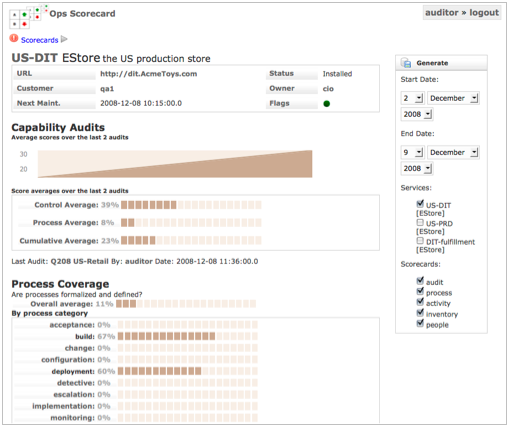 Ops Scorecard
auditor » logout
Scorecards
US-DIT EStore the US production store
URL http://dit.AcmeToys.com Status Installed
Customer qa1 Owner cio
Next Maint. 2008-12-08 10:15:00.0 Flags
Capability Audits
Average scores over the last 2 audits
30
20
Score averages over the last 2 audits
Control Average: 39%
Process Average: 8%
Cumulative Average: 23%
Last Audit: Q208 US-Retail By: auditor Date: 2008-12-08 11:36:00.0
Process Coverage
Are processes formalized and defined?
Overall average: 11%
By process category
acceptance: 0%
build: 67%
change: 0%
configuration: 0%
deployment: 60%
detective: 0%
escalation: 0%
implementation: 0%
monitoring: 0%
Generate
Start Date:
2 December
2008
End Date:
9 December
2008
Services:
US-DIT
[EStore]
US-PRD
[EStore]
DIT-fulfillment
[EStore]
Scorecards:
audit
process
activity
inventory
people